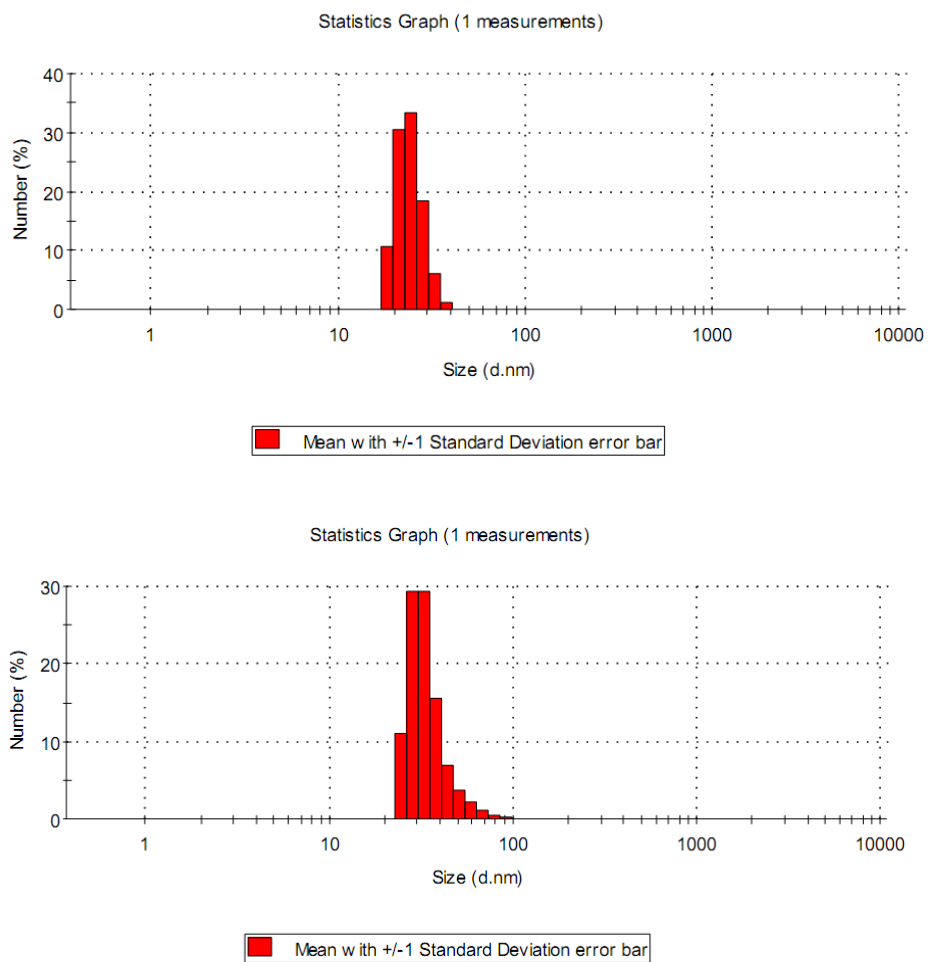 Statistics Graph (1 measurements)
40
30
20
10
0
Number (%)
1 10 100 1000 10000
Size (d.nm)
Mean with +/-1 Standard Deviation error bar
Statistics Graph (1 measurements)
30
20
10
0
Number (%)
1 10 100 1000 10000
Size (d.nm)
Mean with +/-1 Standard Deviation error bar